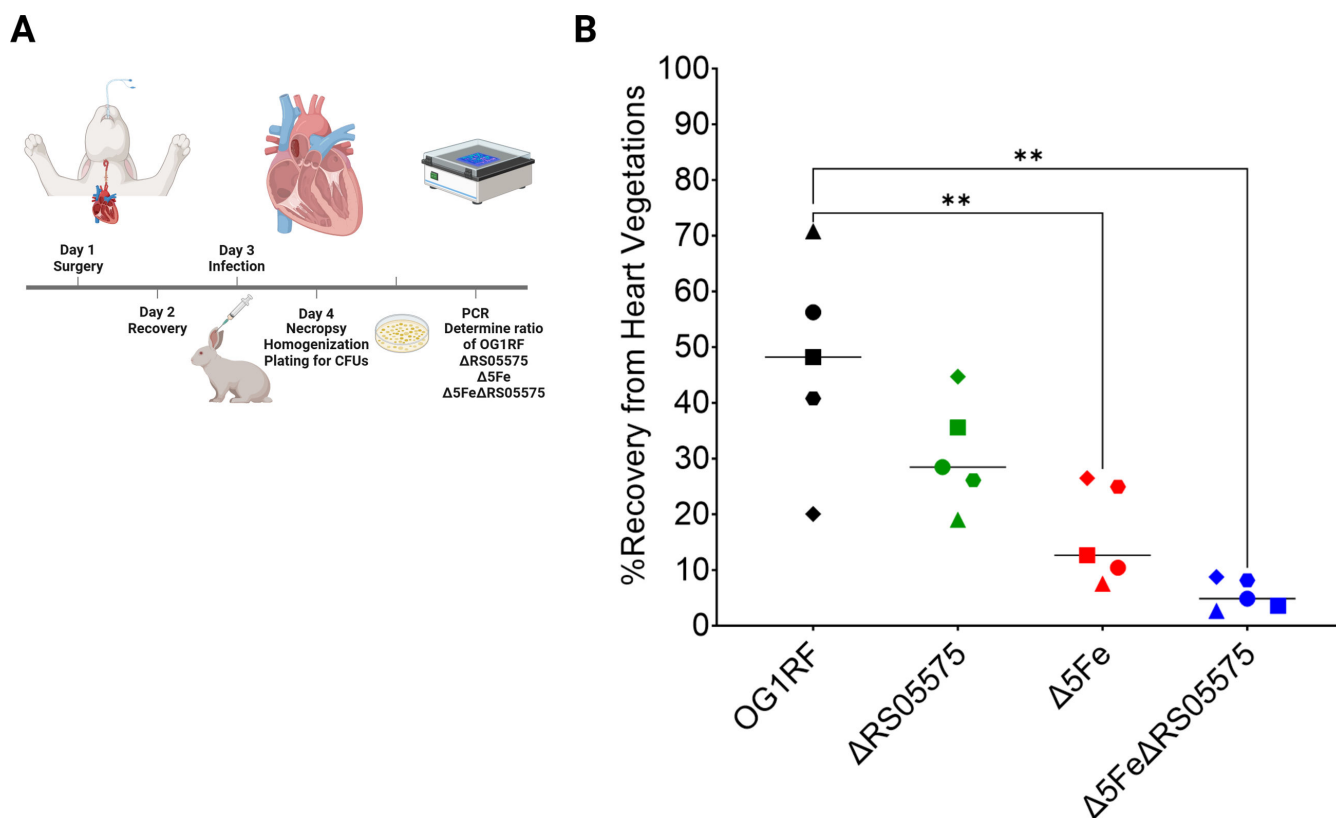 A
Day 1
Surgery
Day 3
Infection
Day 2
Recovery
Day 4
Necropsy
Homogenization
Plating for CFUs
PCR
Determine ratio
of OG1RF
ΔRS05575
Δ5Fe
Δ5FeΔRS05575
B
%Recovery from Heart Vegetations
100
90
80
70
60
50
40
30
20
10
0
**
**
OG1RF
ΔRS05575
Δ5Fe
Δ5FeΔRS05575